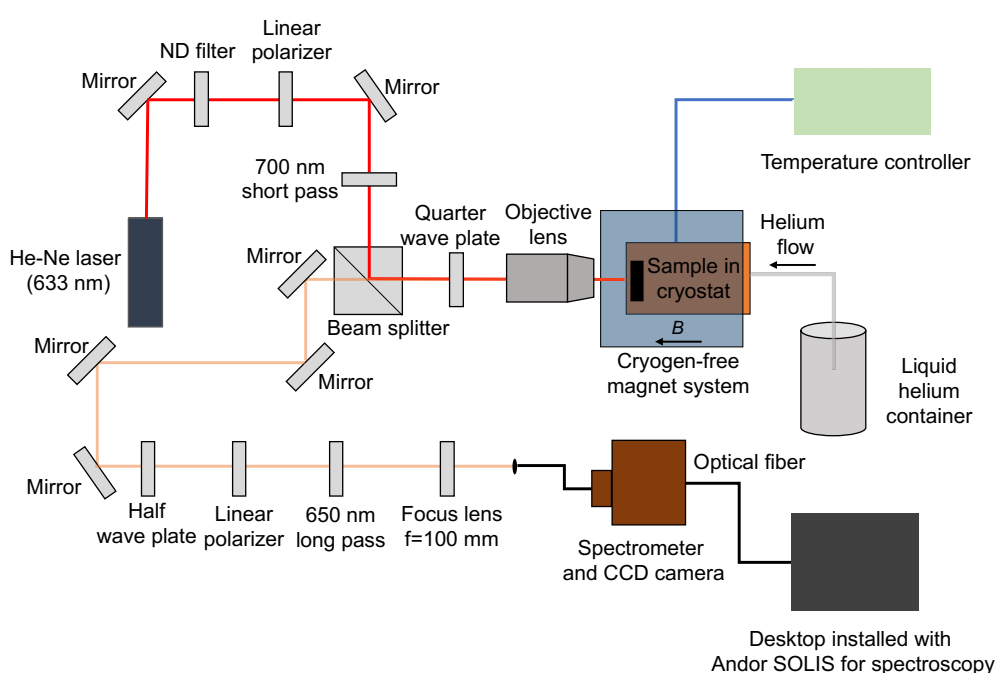 Linear
polarizer
ND filter
Mirror
Mirror
700 nm
short pass
Temperature controller
Quarter
wave plate
Objective
lens
Helium
flow
He-Ne laser
(633 nm)
Mirror
Sample in
cryostat
Beam splitter
B
Mirror
Mirror
Cryogen-free
magnet system
Liquid
helium
container
Mirror
Half
wave plate
Linear
polarizer
650 nm
long pass
Focus lens
f=100 mm
Optical fiber
Spectrometer
and CCD camera
Desktop installed with
Andor SOLIS for spectroscopy